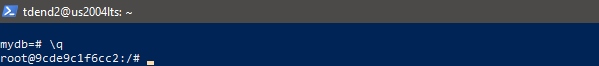 tdend2@us2004lts: ~
mydb=# \q
root@9cde9c1f6cc2:/#